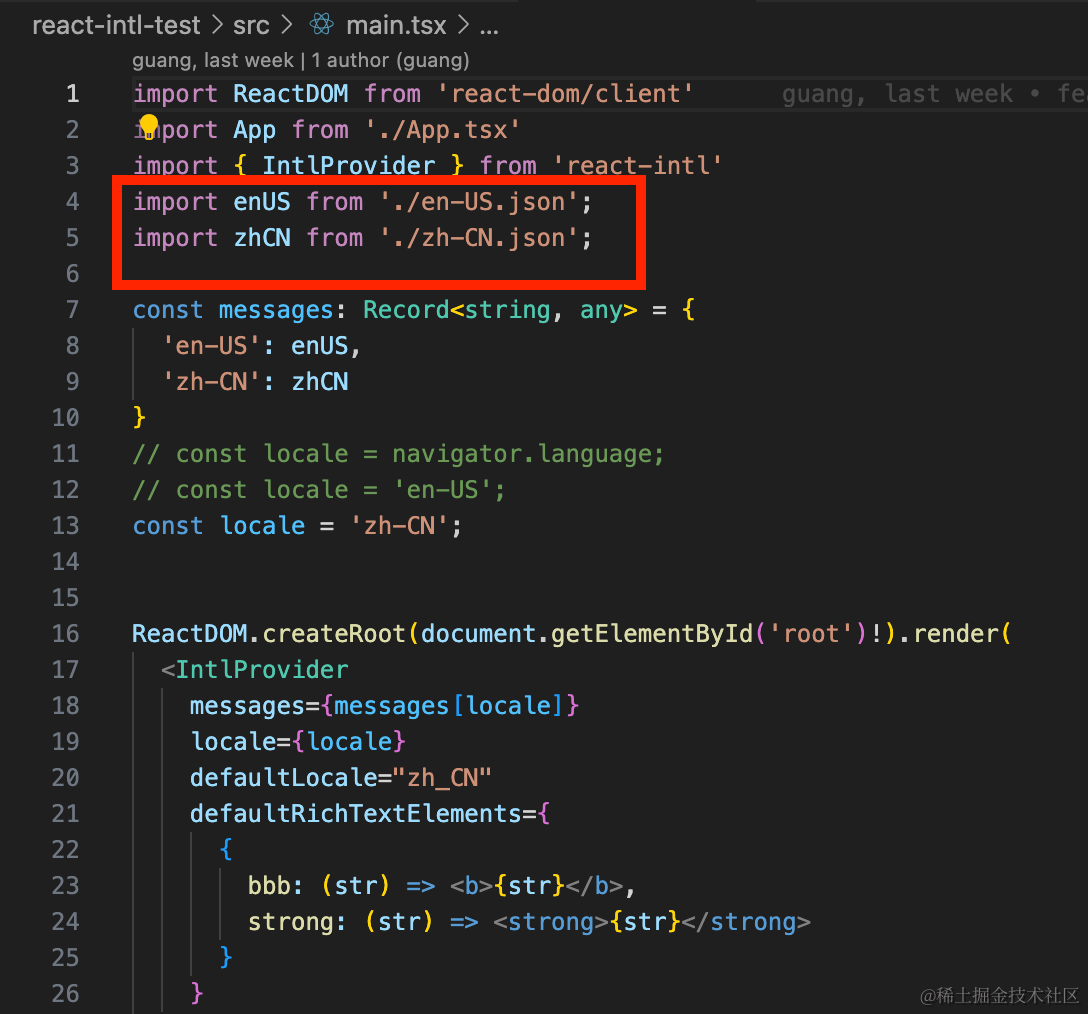 react-intl-test > src > main.tsx > ...
guang, last week | 1 author (guang)
1 import ReactDOM from 'react-dom/client' guang, last week • fea
2 import App from './App.tsx'
3 import { IntlProvider } from 'react-intl'
4 import enUS from './en-US.json';
5 import zhCN from './zh-CN.json';
6
7 const messages: Record<string, any> = {
8 'en-US': enUS,
9 'zh-CN': zhCN
10 }
11 // const locale = navigator.language;
12 // const locale = 'en-US';
13 const locale = 'zh-CN';
14
15
16 ReactDOM.createRoot(document.getElementById('root')!).render(
17 <IntlProvider
18 messages={messages[locale]}
19 locale={locale}
20 defaultLocale="zh_CN"
21 defaultRichTextElements={
22 {
23 bbb: (str) => <b>{str}</b>,
24 strong: (str) => <strong>{str}</strong>
25 }
26 }
@稀土掘金技术社区